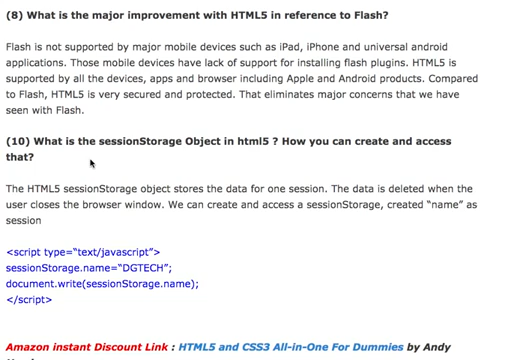 (8) What is the major improvement with HTML5 in reference to Flash?
Flash is not supported by major mobile devices such as iPad, iPhone and universal android
applications. Those mobile devices have lack of support for installing flash plugins. HTML5 is
supported by all the devices, apps and browser including Apple and Android products. Compared
to Flash, HTML5 is very secured and protected. That eliminates major concerns that we have
seen with Flash.
(10) What is the sessionStorage Object in html5 ? How you can create and access
that?
The HTML5 sessionStorage object stores the data for one session. The data is deleted when the
user closes the browser window. We can create and access a sessionStorage, created “name” as
session
<script type=“text/javascript”>
sessionStorage.name=“DGTECH”;
document.write(sessionStorage.name);
</script>
Amazon instant Discount Link : HTML5 and CSS3 All-in-One For Dummies by Andy